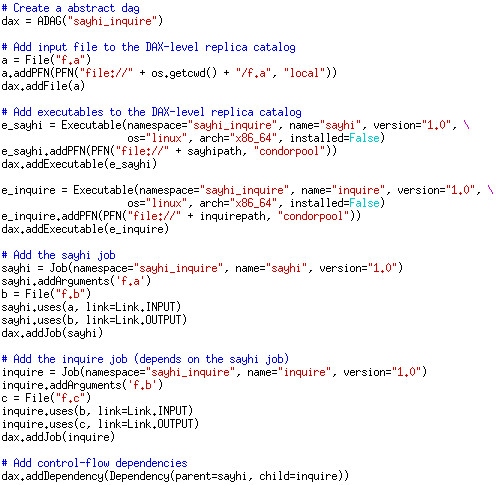 # Create a abstract dag
dax = ADAG("sayhi_inquire")

# Add input file to the DAX-level replica catalog
a = File("f.a")
a.addPFN(PFN("file://" + os.getcwd() + "/f.a", "local"))
dax.addFile(a)

# Add executables to the DAX-level replica catalog
e_sayhi = Executable(namespace="sayhi_inquire", name="sayhi", version="1.0", \
                     os="linux", arch="x86_64", installed=False)
e_sayhi.addPFN(PFN("file://" + sayhipath, "condorpool"))
dax.addExecutable(e_sayhi)

e_inquire = Executable(namespace="sayhi_inquire", name="inquire", version="1.0", \
                     os="linux", arch="x86_64", installed=False)
e_inquire.addPFN(PFN("file://" + inquirepath, "condorpool"))
dax.addExecutable(e_inquire)

# Add the sayhi job
sayhi = Job(namespace="sayhi_inquire", name="sayhi", version="1.0")
sayhi.addArguments('f.a')
b = File("f.b")
sayhi.uses(a, link=Link.INPUT)
sayhi.uses(b, link=Link.OUTPUT)
dax.addJob(sayhi)

# Add the inquire job (depends on the sayhi job)
inquire = Job(namespace="sayhi_inquire", name="inquire", version="1.0")
inquire.addArguments('f.b')
c = File("f.c")
inquire.uses(b, link=Link.INPUT)
inquire.uses(c, link=Link.OUTPUT)
dax.addJob(inquire)

# Add control-flow dependencies
dax.addDependency(Dependency(parent=sayhi, child=inquire))